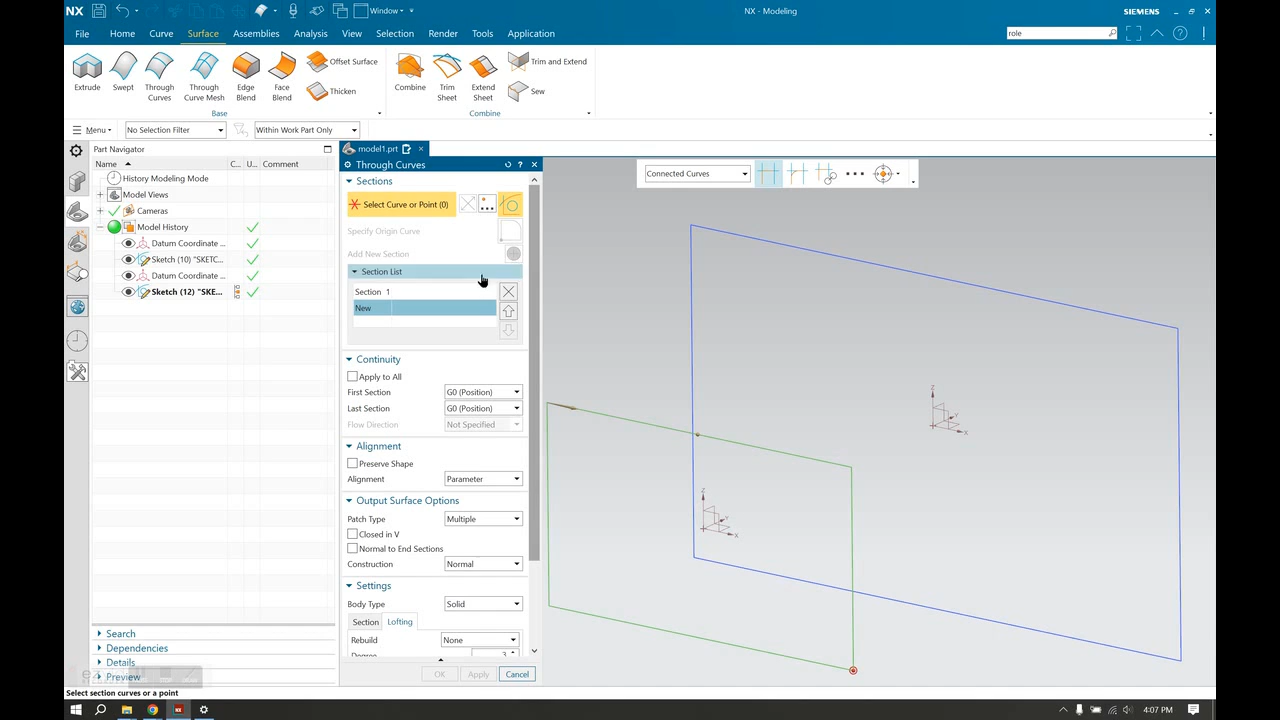 NX
Window
NX - Modeling
SIEMENS
File Home Curve Surface Assemblies Analysis View Selection Render Tools Application
role
Extrude
Swept
Through Curves
Through Curve Mesh
Edge Blend
Face Blend
Offset Surface
Thicken
Base
Combine
Trim Sheet
Extend Sheet
Trim and Extend
Sew
Combine
Menu
No Selection Filter
Within Work Part Only
Part Navigator
Name C... U... Comment
History Modeling Mode
Model Views
Cameras
Model History
Datum Coordinate ...
Sketch (10) "SKETC...
Datum Coordinate ...
Sketch (12) "SKE...
Search
Dependencies
Details
Preview
model1.prt
Through Curves
Sections
Select Curve or Point (0)
Specify Origin Curve
Add New Section
Section List
Section 1
New
Continuity
Apply to All
First Section G0 (Position)
Last Section G0 (Position)
Flow Direction Not Specified
Alignment
Preserve Shape
Alignment Parameter
Output Surface Options
Patch Type Multiple
Closed in V
Normal to End Sections
Construction Normal
Settings
Body Type Solid
Section Lofting
Rebuild None
Degree 3
OK Apply Cancel
Connected Curves
Z
Y
X
Z
Y
X
Select section curves or a point
4:07 PM